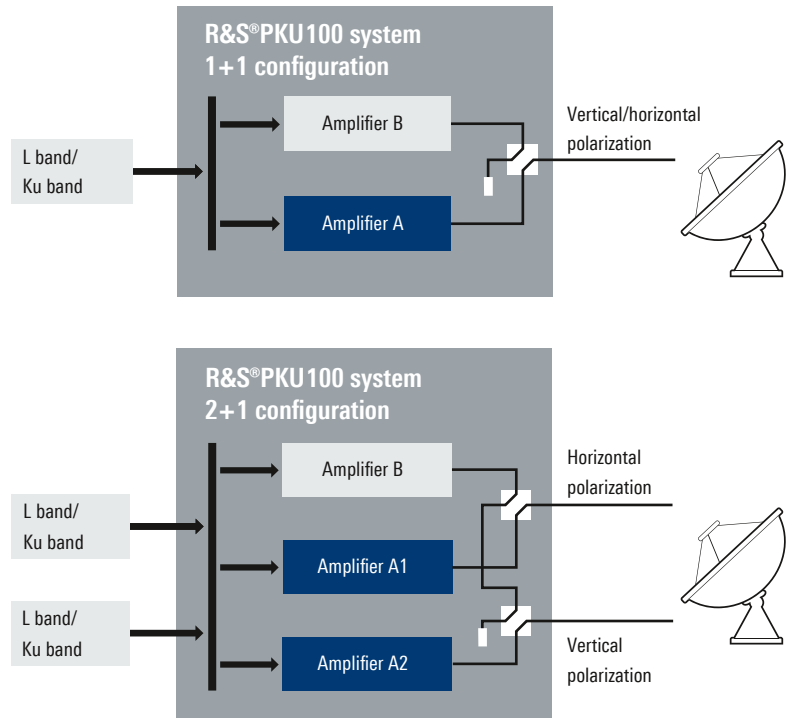 R&S®PKU100 system
1+1 configuration
L band/
Ku band
Amplifier B
Amplifier A
Vertical/horizontal
polarization
R&S®PKU100 system
2+1 configuration
L band/
Ku band
L band/
Ku band
Amplifier B
Amplifier A1
Amplifier A2
Horizontal
polarization
Vertical
polarization